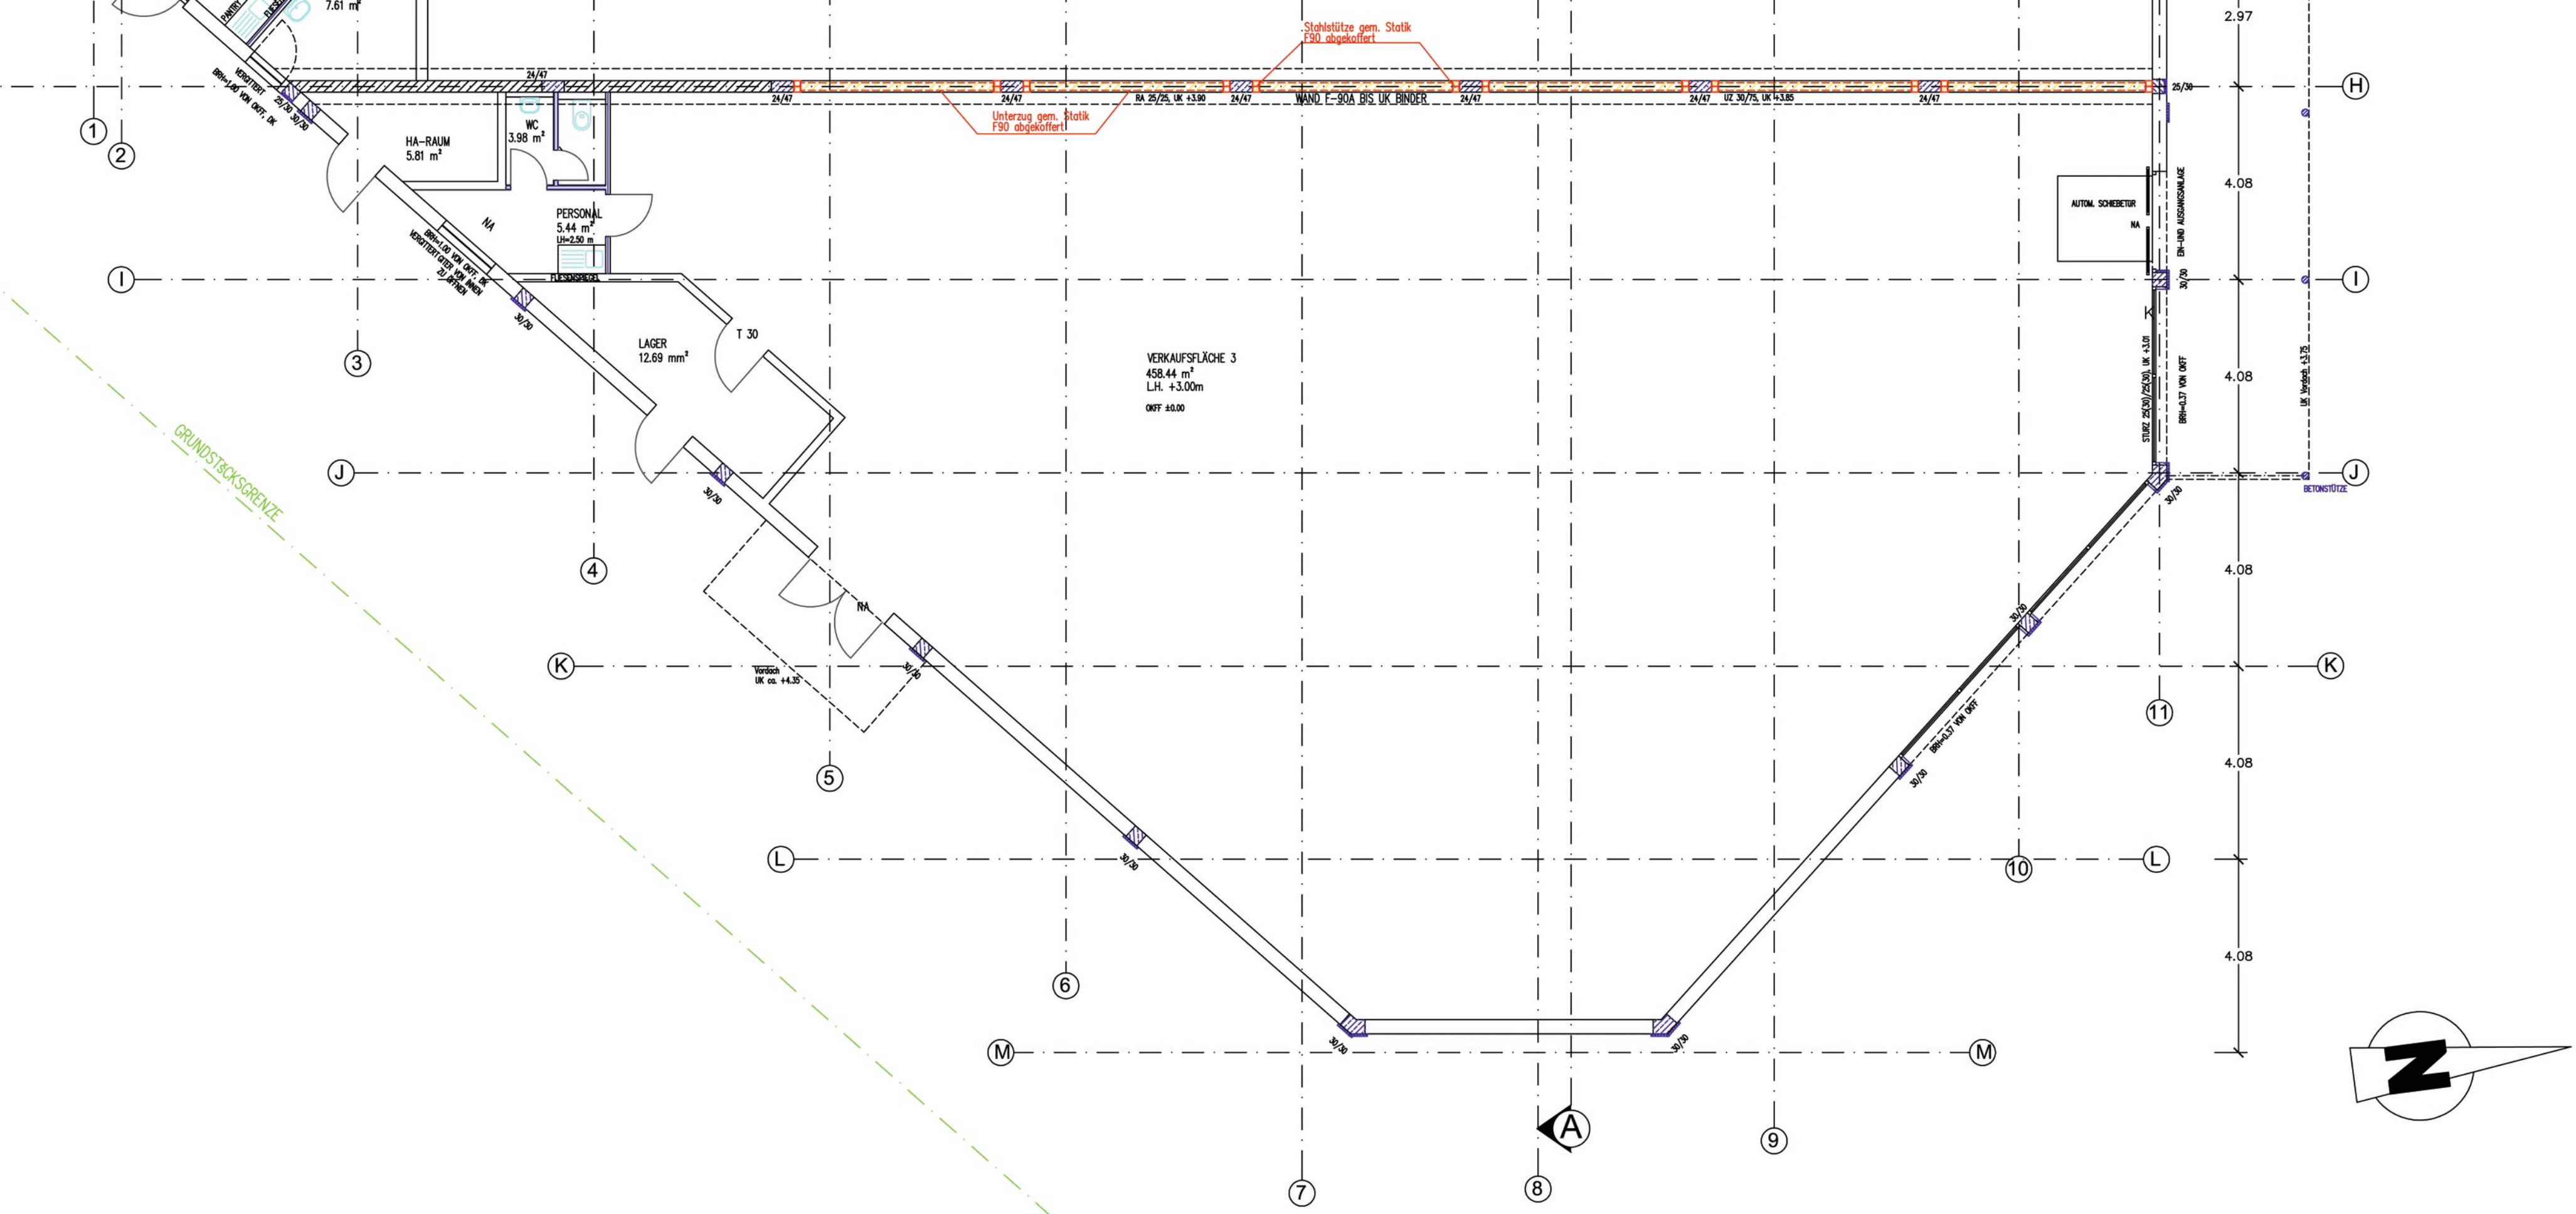 PANTRY
7.61 m²
2.97
Stahlstütze gem. Statik
F90 abgekoffert
VERGITTERT
BRH=1.00 VON OKFF, DK
25/30
30/30
24/47
24/47
24/47
RA 25/25, UK +3.90
24/47
WAND F-90A BIS UK BINDER
24/47
24/47
UZ 30/75, UK +3.85
24/47
25/30
H
1
2
Unterzug gem. Statik
F90 abgekoffert
HA-RAUM
5.81 m²
WC
3.98 m²
4.08
AUTOM. SCHIEBETÜR
NA
EIN-UND AUSGANGSANLAGE
NA
PERSONAL
5.44 m²
LH=2.50 m
FLIESENSPIEGEL
BRH=1.00 VON OKFF, DK
VERGITTERT GITER VON INNEN
ZU ÖFFNEN
30/30
I
30/30
I
3
LAGER
12.69 mm²
T 30
VERKAUFSFLÄCHE 3
458.44 m²
L.H. +3.00m
OKFF ±0.00
K
STURZ 25(30)/25(30), UK +3.01
BRH=0.37 VON OKFF
4.08
UK Vordach +3.75
GRUNDST§CKSGRENZE
J
30/30
J
30/30
BETONSTÜTZE
4
4.08
NA
30/30
K
Vordach
UK ca. +4.35
30/30
K
BRH=0.37 VON OKFF
11
5
30/30
4.08
L
30/30
L
10
4.08
6
30/30
30/30
M
M
N
A
9
7
8